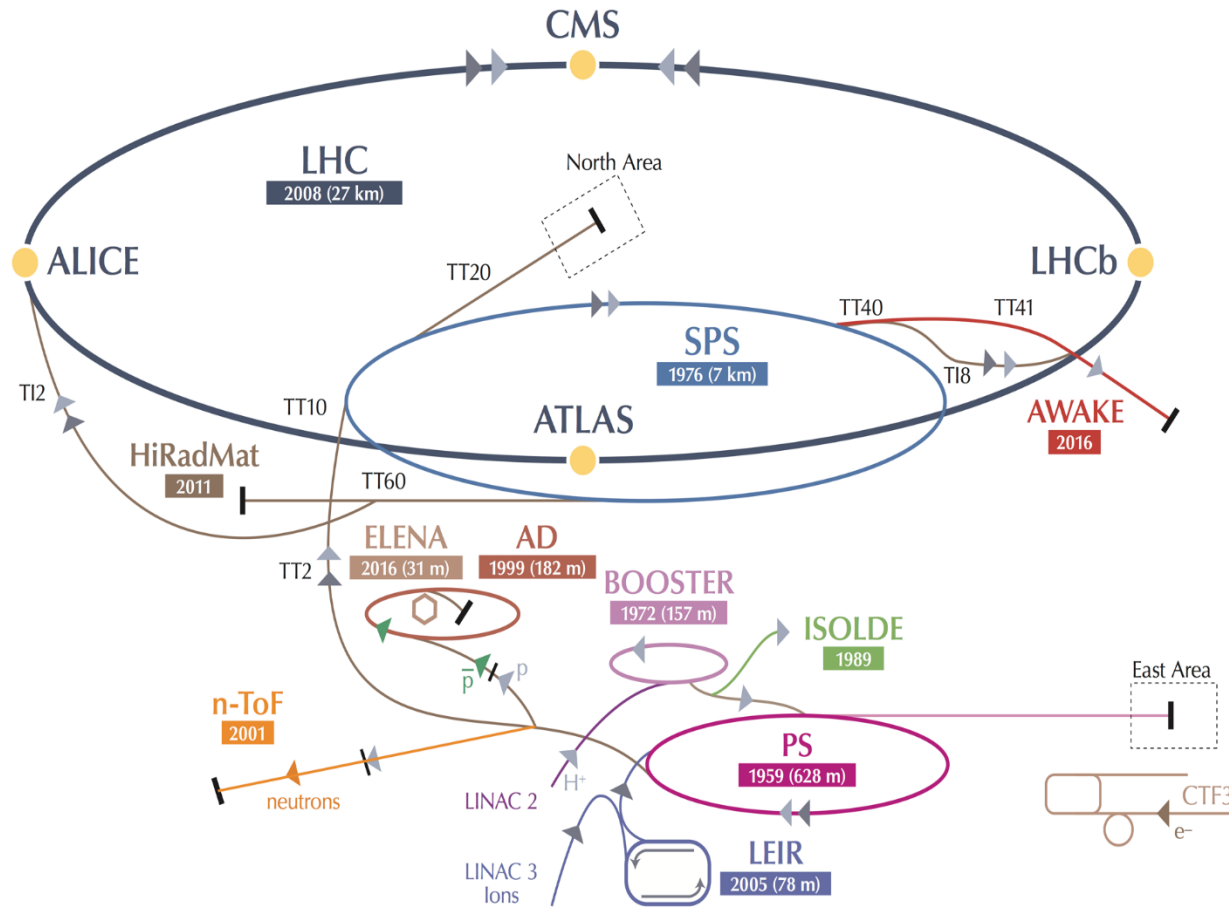 CMS
LHC
2008 (27 km)
North Area
ALICE
LHCb
TT20
TT40
TT41
SPS
1976 (7 km)
TI8
TI2
TT10
ATLAS
AWAKE
2016
HiRadMat
2011
TT60
ELENA
2016 (31 m)
AD
1999 (182 m)
TT2
BOOSTER
1972 (157 m)
ISOLDE
1989
p̅
p
East Area
n-ToF
2001
PS
1959 (628 m)
neutrons
LINAC 2
H⁺
CTF3
e–
LEIR
2005 (78 m)
LINAC 3
Ions